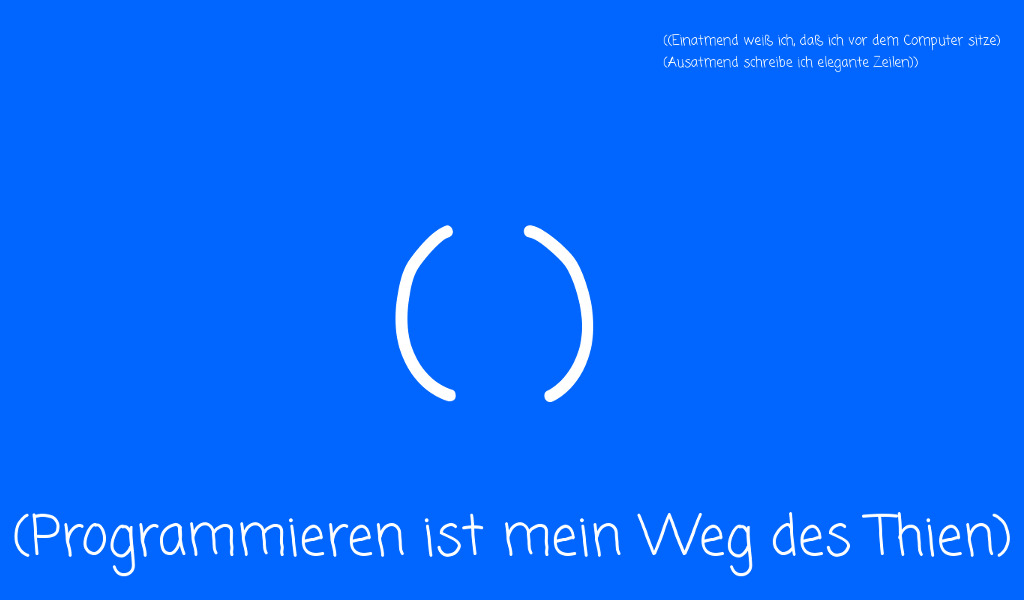 ((Einatmend weiß ich, daß ich vor dem Computer sitze)
(Ausatmend schreibe ich elegante Zeilen))
( )
(Programmieren ist mein Weg des Thien)